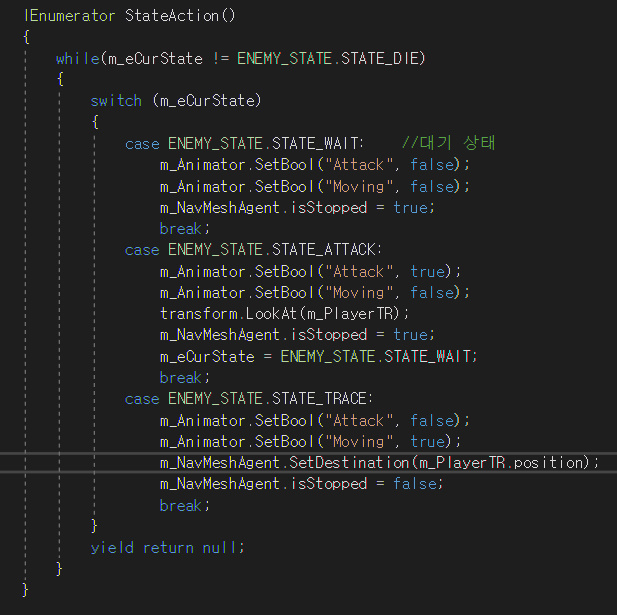 IEnumerator StateAction()
{
while(m_eCurState != ENEMY_STATE.STATE_DIE)
{
switch (m_eCurState)
{
case ENEMY_STATE.STATE_WAIT: //대기 상태
m_Animator.SetBool("Attack", false);
m_Animator.SetBool("Moving", false);
m_NavMeshAgent.isStopped = true;
break;
case ENEMY_STATE.STATE_ATTACK:
m_Animator.SetBool("Attack", true);
m_Animator.SetBool("Moving", false);
transform.LookAt(m_PlayerTR);
m_NavMeshAgent.isStopped = true;
m_eCurState = ENEMY_STATE.STATE_WAIT;
break;
case ENEMY_STATE.STATE_TRACE:
m_Animator.SetBool("Attack", false);
m_Animator.SetBool("Moving", true);
m_NavMeshAgent.SetDestination(m_PlayerTR.position);
m_NavMeshAgent.isStopped = false;
break;
}
yield return null;
}
}